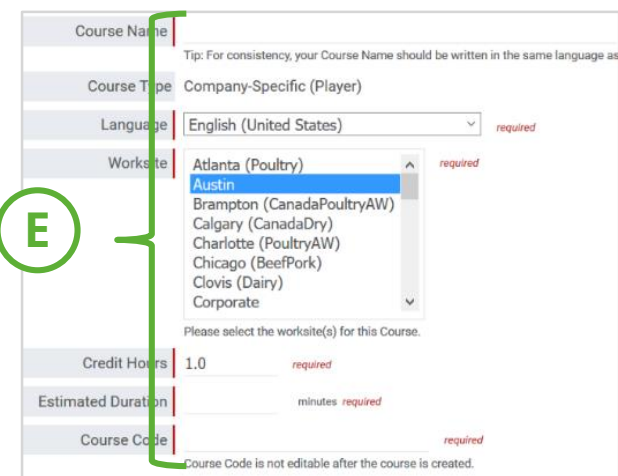 Course Name
Tip: For consistency, your Course Name should be written in the same language as
Course Type Company-Specific (Player)
Language English (United States) required
Worksite Atlanta (Poultry) required
Austin
Brampton (CanadaPoultryAW)
E Calgary (CanadaDry)
Charlotte (PoultryAW)
Chicago (BeefPork)
Clovis (Dairy)
Corporate
Please select the worksite(s) for this Course.
Credit Hours 1.0 required
Estimated Duration minutes required
Course Code required
Course Code is not editable after the course is created.